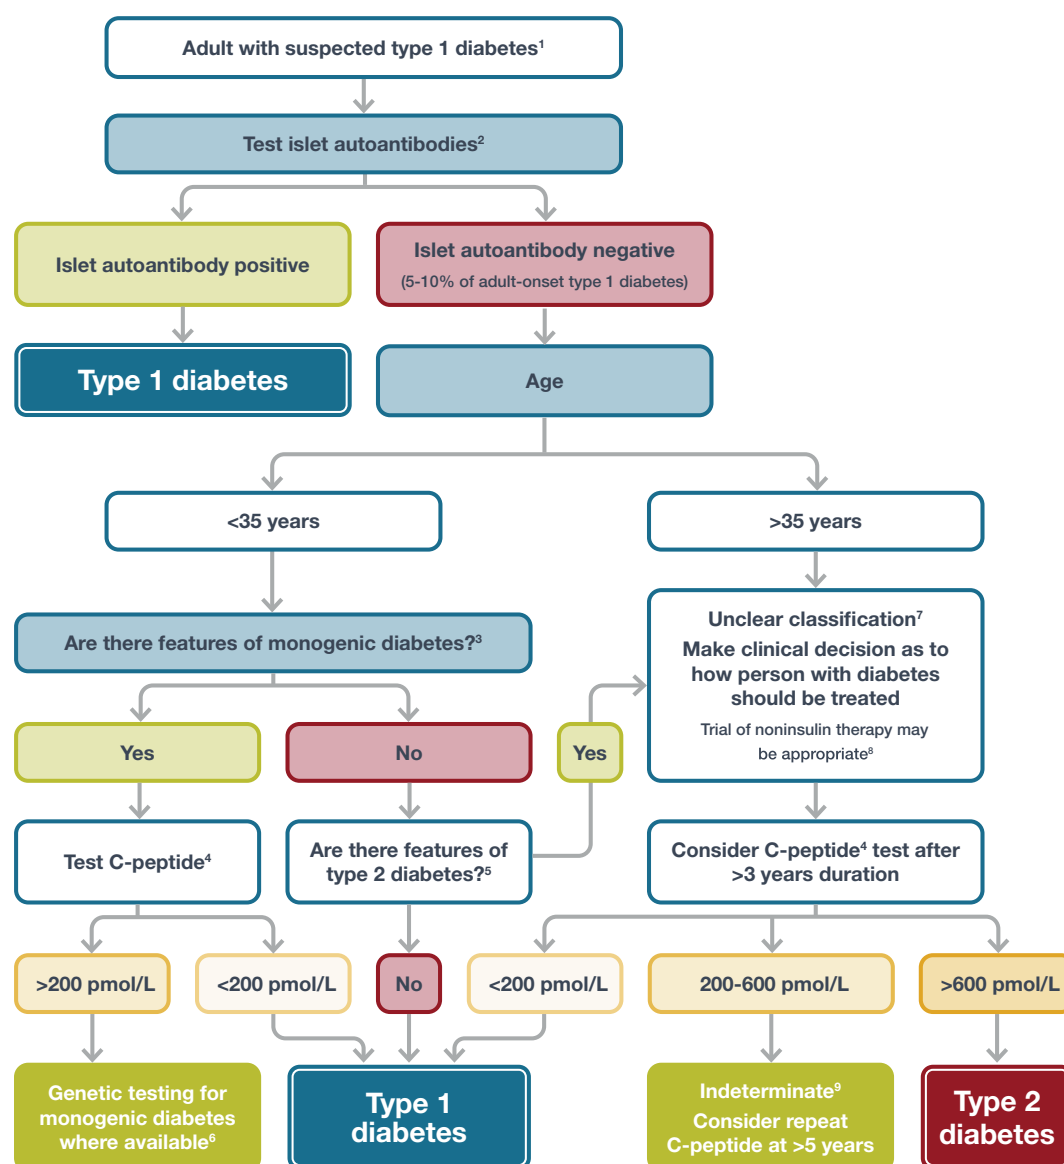 Adult with suspected type 1 diabetes¹
Test islet autoantibodies²
Islet autoantibody positive
Islet autoantibody negative
(5-10% of adult-onset type 1 diabetes)
Type 1 diabetes
Age
<35 years
>35 years
Are there features of monogenic diabetes?³
Unclear classification⁷
Make clinical decision as to
how person with diabetes
should be treated
Trial of noninsulin therapy may
be appropriate⁸
Yes
No
Yes
Test C-peptide⁴
Are there features of
type 2 diabetes?⁵
Consider C-peptide⁴ test after
>3 years duration
>200 pmol/L
<200 pmol/L
No
<200 pmol/L
200-600 pmol/L
>600 pmol/L
Genetic testing for
monogenic diabetes
where available⁶
Type 1
diabetes
Indeterminate⁹
Consider repeat
C-peptide at >5 years
Type 2
diabetes